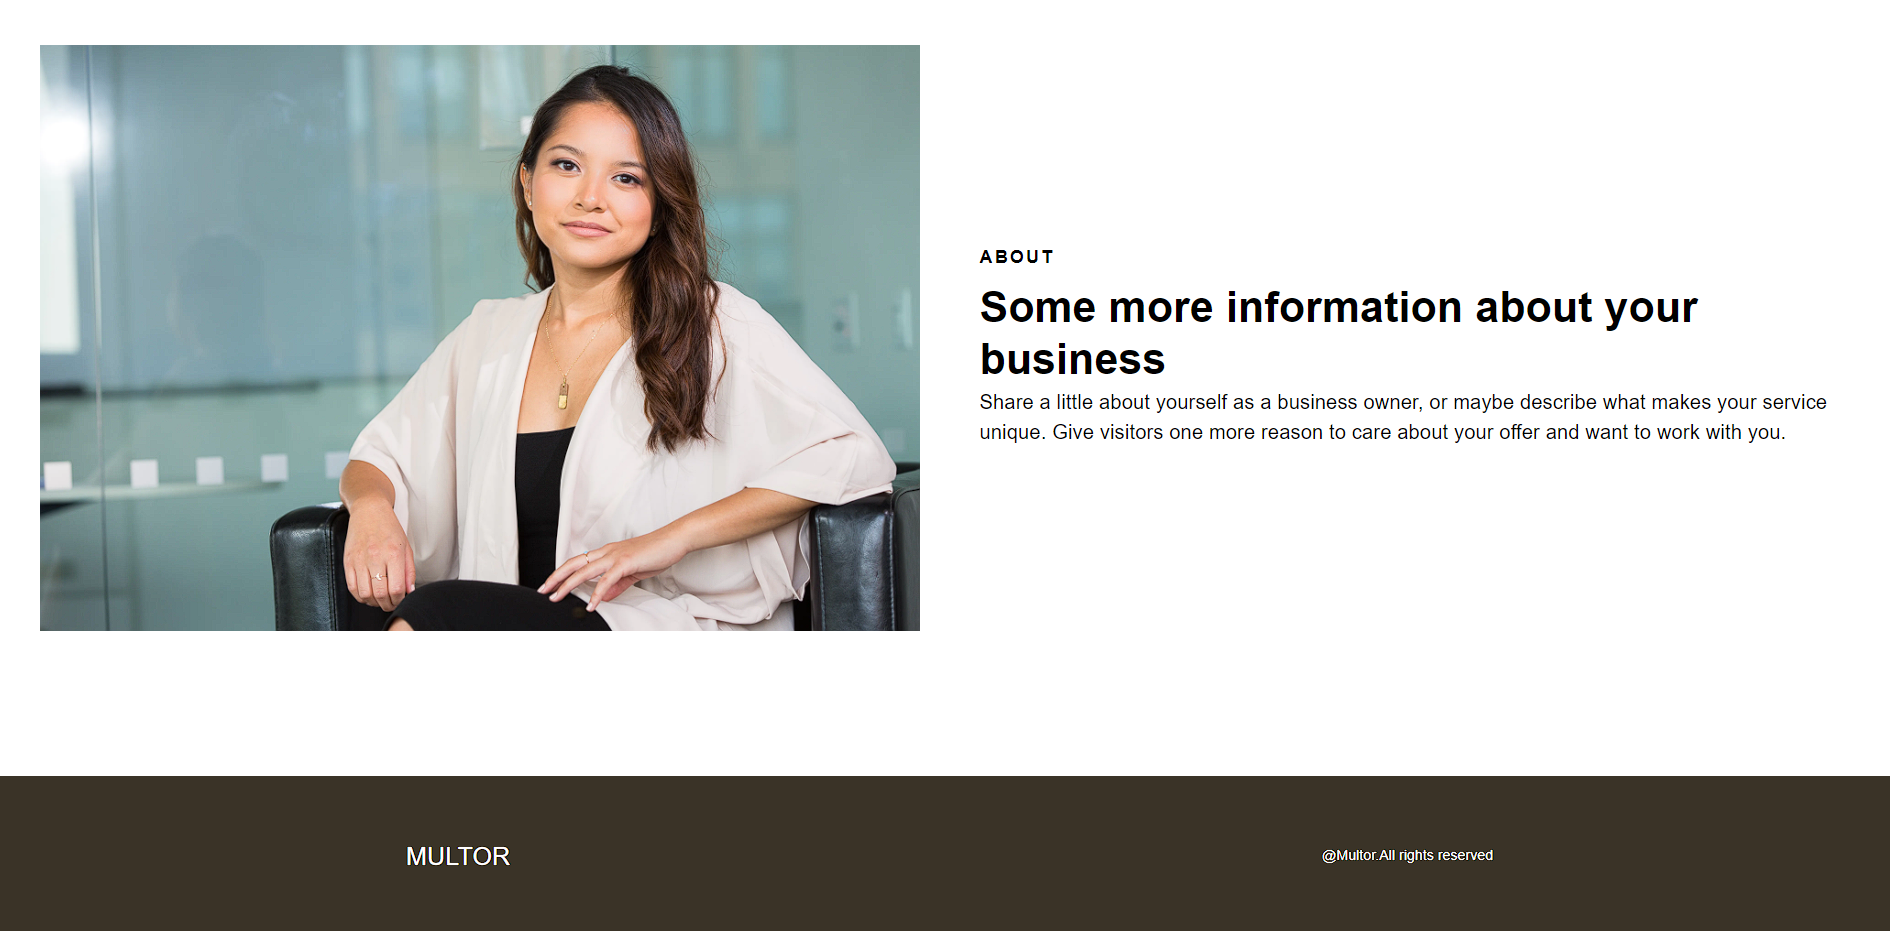 ABOUT
Some more information about your
business
Share a little about yourself as a business owner, or maybe describe what makes your service
unique. Give visitors one more reason to care about your offer and want to work with you.
MULTOR
@Multor.All rights reserved